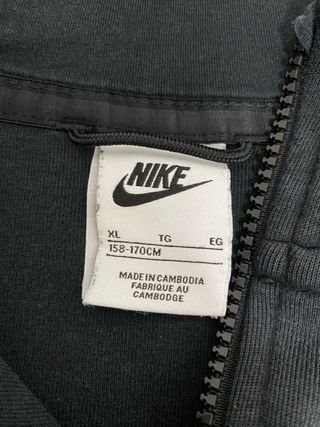 NIKE
XL TG EG
158-170CM
MADE IN CAMBODIA
FABRIQUE AU
CAMBODGE